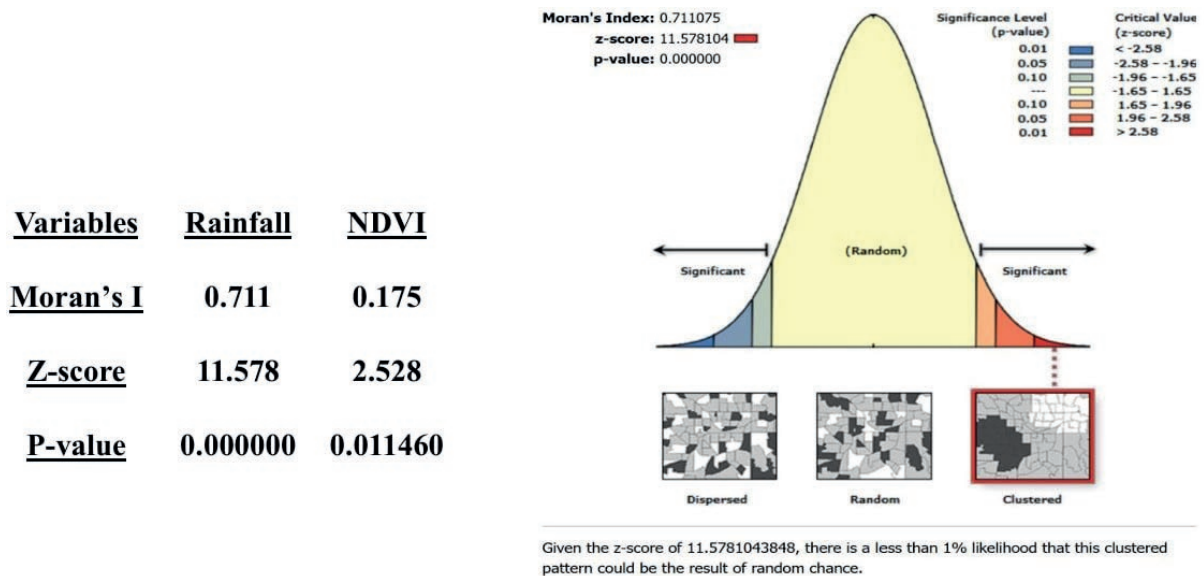 Variables Rainfall NDVI
Moran’s I 0.711 0.175
Z-score 11.578 2.528
P-value 0.000000 0.011460
Moran's Index: 0.711075
z-score: 11.578104
p-value: 0.000000
Significance Level Critical Value
(p-value) (z-score)
0.01 < -2.58
0.05 -2.58 – -1.96
0.10 -1.96 – -1.65
--- -1.65 – 1.65
0.10 1.65 – 1.96
0.05 1.96 – 2.58
0.01 > 2.58
(Random)
Significant Significant
Dispersed Random Clustered
Given the z-score of 11.5781043848, there is a less than 1% likelihood that this clustered
pattern could be the result of random chance.